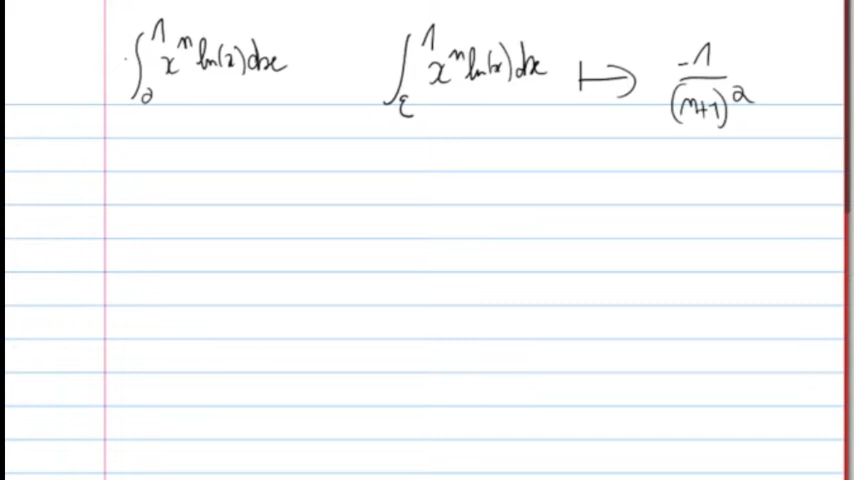 ∫₀¹ xⁿ ln(x) dx ∫_ε¹ xⁿ ln(x) dx ⟼ -1/(n+1)²